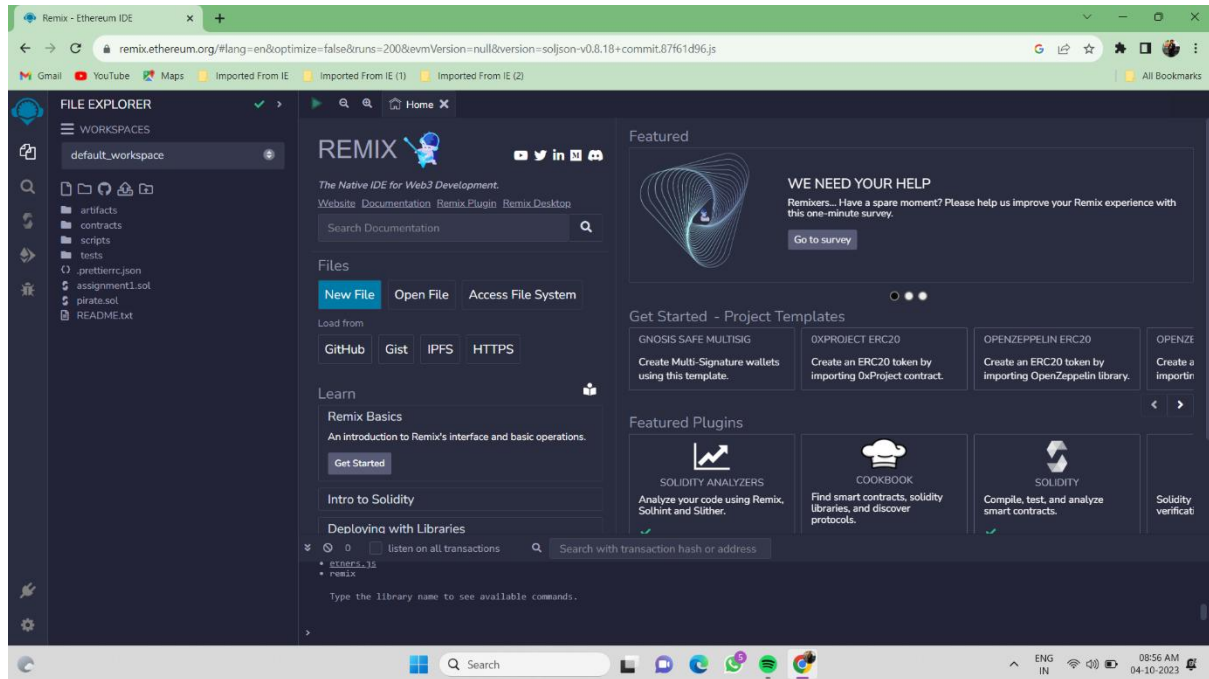 Remix - Ethereum IDE
remix.ethereum.org/#lang=en&optimize=false&runs=200&evmVersion=null&version=soljson-v0.8.18+commit.87f61d96.js
Gmail YouTube Maps Imported From IE Imported From IE (1) Imported From IE (2) All Bookmarks
FILE EXPLORER
WORKSPACES
default_workspace
artifacts
contracts
scripts
tests
.prettierrc.json
assignment1.sol
pirate.sol
README.txt
Home
REMIX
The Native IDE for Web3 Development.
Website Documentation Remix Plugin Remix Desktop
Search Documentation
Files
New File Open File Access File System
Load from
GitHub Gist IPFS HTTPS
Learn
Remix Basics
An introduction to Remix's interface and basic operations.
Get Started
Intro to Solidity
Deploying with Libraries
Featured
WE NEED YOUR HELP
Remixers... Have a spare moment? Please help us improve your Remix experience with
this one-minute survey.
Go to survey
Get Started - Project Templates
GNOSIS SAFE MULTISIG
Create Multi-Signature wallets
using this template.
0XPROJECT ERC20
Create an ERC20 token by
importing 0xProject contract.
OPENZEPPELIN ERC20
Create an ERC20 token by
importing OpenZeppelin library.
OPENZE
Create a
importin
Featured Plugins
SOLIDITY ANALYZERS
Analyze your code using Remix,
Solhint and Slither.
COOKBOOK
Find smart contracts, solidity
libraries, and discover
protocols.
SOLIDITY
Compile, test, and analyze
smart contracts.
Solidity
verificati
0 listen on all transactions Search with transaction hash or address
ethers.js
remix
Type the library name to see available commands.
>
Search
5
ENG
IN
08:56 AM
04-10-2023